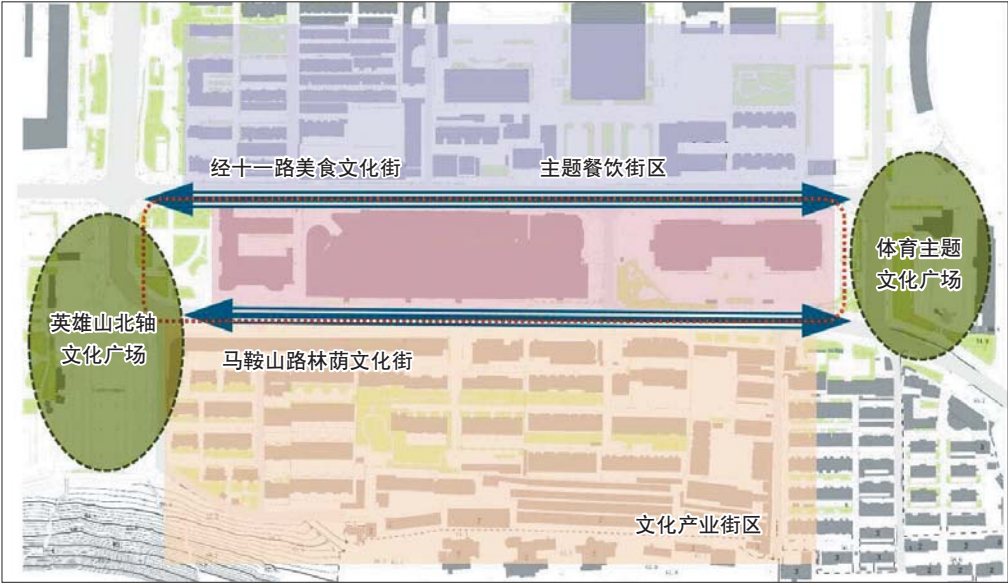 经十一路美食文化街
主题餐饮街区
体育主题
文化广场
英雄山北轴
文化广场
马鞍山路林荫文化街
文化产业街区